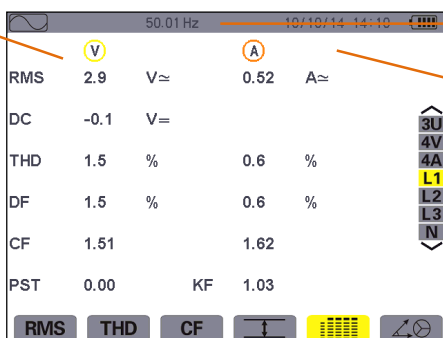 50.01 Hz 10/10/14 14:10
V A
RMS 2.9 V≃ 0.52 A≃
DC -0.1 V=
THD 1.5 % 0.6 %
DF 1.5 % 0.6 %
CF 1.51 1.62
PST 0.00 KF 1.03
3U
4V
4A
L1
L2
L3
N
RMS THD CF